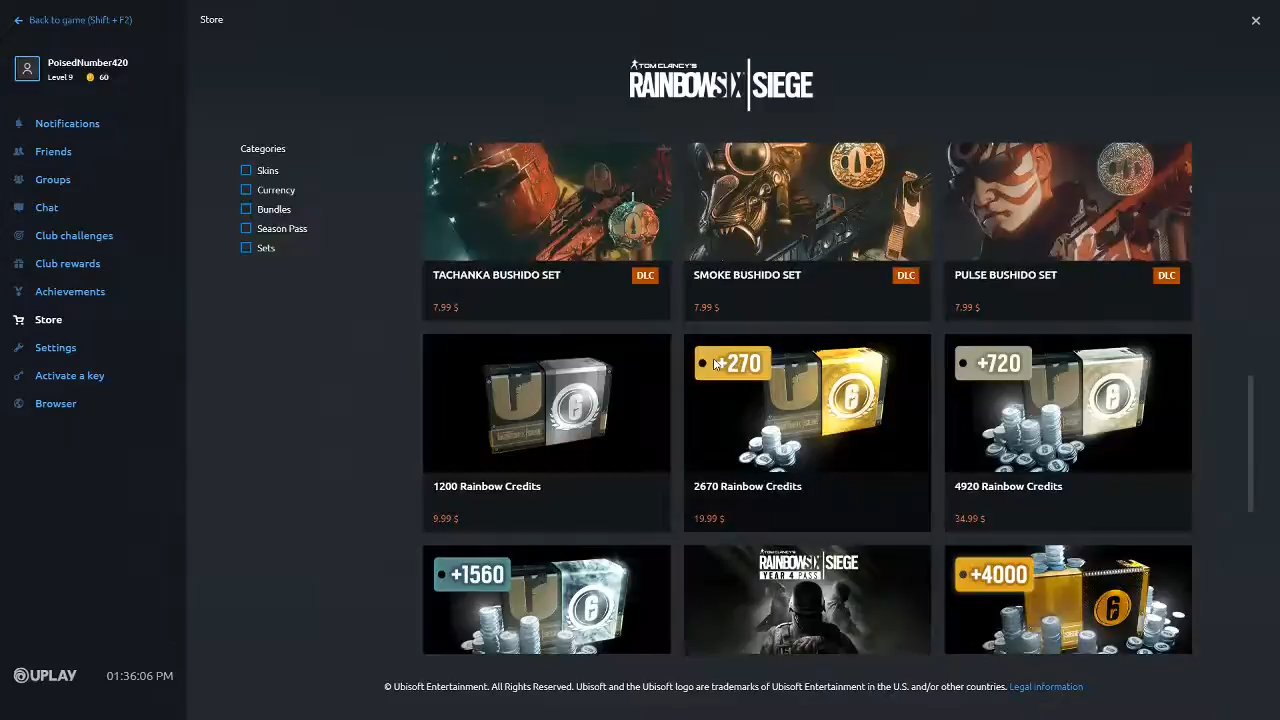 Back to game (Shift + F2)
Store
PoisedNumber420
Level 9 60
Notifications
Friends
Groups
Chat
Club challenges
Club rewards
Achievements
Store
Settings
Activate a key
Browser
UPLAY 01:36:06 PM
TOM CLANCY'S
RAINBOWSIX|SIEGE
Categories
Skins
Currency
Bundles
Season Pass
Sets
TACHANKA BUSHIDO SET DLC
7.99 $
SMOKE BUSHIDO SET DLC
7.99 $
PULSE BUSHIDO SET DLC
7.99 $
1200 Rainbow Credits
9.99 $
+270
2670 Rainbow Credits
19.99 $
+720
4920 Rainbow Credits
34.99 $
+1560
TOM CLANCY'S
RAINBOWSIX|SIEGE
YEAR 4 PASS
+4000
© Ubisoft Entertainment. All Rights Reserved. Ubisoft and the Ubisoft logo are trademarks of Ubisoft Entertainment in the U.S. and/or other countries. Legal information